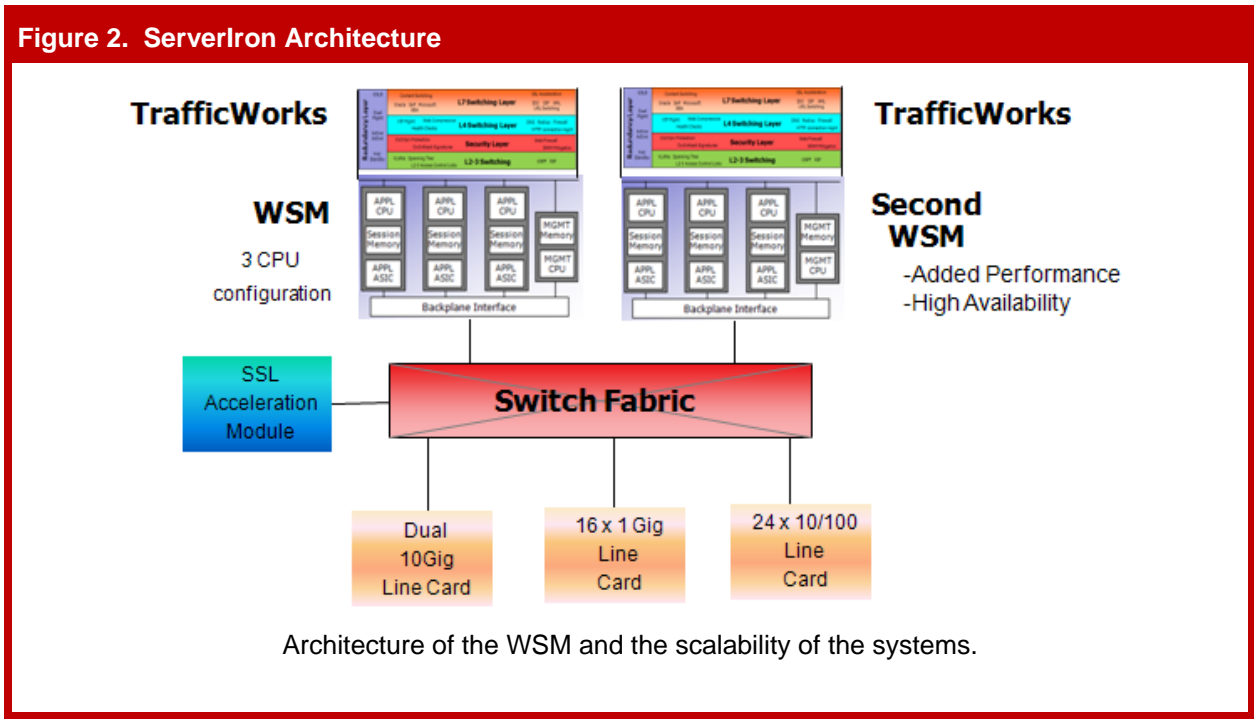 Figure 2. ServerIron Architecture
TrafficWorks
L7 Switching Layer
L4 Switching Layer
Security Layer
L2-3 Switching
Redundancy Layer
L7 Switching Layer
L4 Switching Layer
Security Layer
L2-3 Switching
Redundancy Layer
TrafficWorks
WSM
3 CPU
configuration
APPL
CPU
Session
Memory
APPL
ASIC
APPL
CPU
Session
Memory
APPL
ASIC
APPL
CPU
Session
Memory
APPL
ASIC
MGMT
Memory
MGMT
CPU
Backplane Interface
APPL
CPU
Session
Memory
APPL
ASIC
APPL
CPU
Session
Memory
APPL
ASIC
APPL
CPU
Session
Memory
APPL
ASIC
MGMT
Memory
MGMT
CPU
Backplane Interface
Second
WSM
-Added Performance
-High Availability
SSL
Acceleration
Module
Switch Fabric
Dual
10Gig
Line Card
16 x 1 Gig
Line
Card
24 x 10/100
Line
Card
Architecture of the WSM and the scalability of the systems.